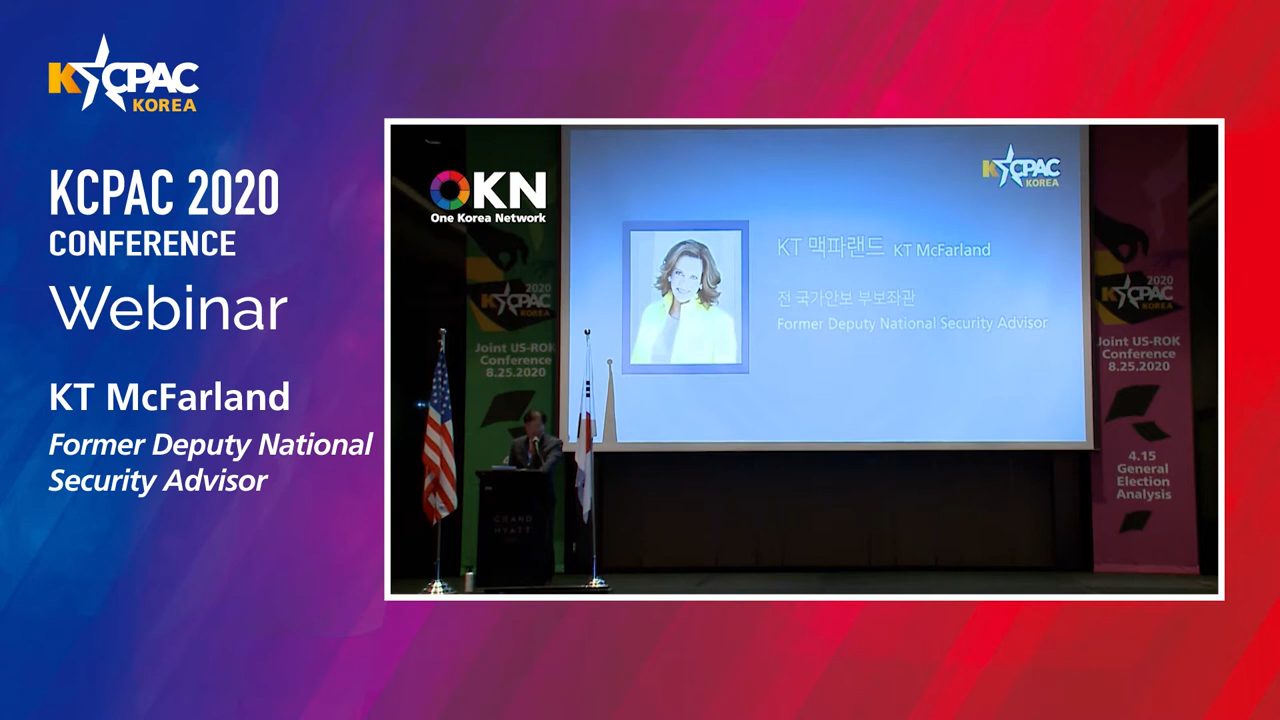 KCPAC
KOREA
KCPAC 2020
CONFERENCE
Webinar
KT McFarland
Former Deputy National
Security Advisor
OKN
One Korea Network
KCPAC
KOREA
KT 맥파랜드 KT McFarland
전 국가안보 부보좌관
Former Deputy National Security Advisor
2020
KCPAC
KOREA
Joint US-ROK
Conference
8.25.2020
GRAND
HYATT
2020
KCPAC
KOREA
Joint US-ROK
Conference
8.25.2020
4.15
General
Election
Analysis